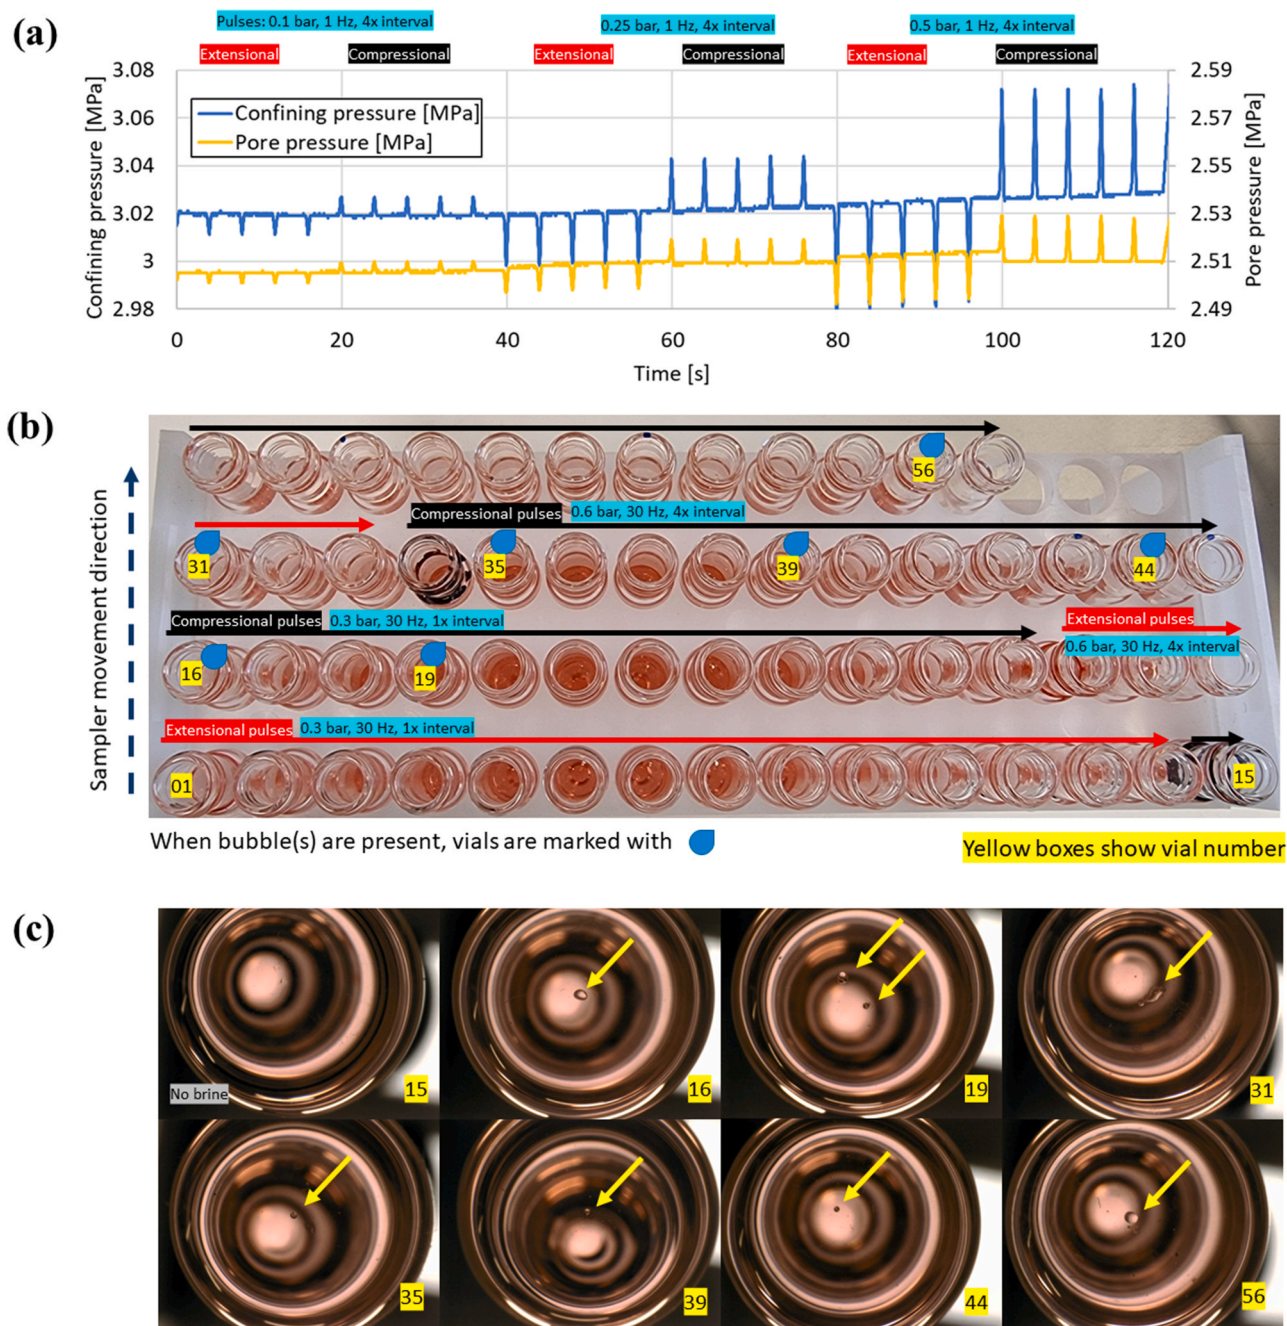 (a)
Pulses: 0.1 bar, 1 Hz, 4x interval
0.25 bar, 1 Hz, 4x interval
0.5 bar, 1 Hz, 4x interval
Extensional
Compressional
Extensional
Compressional
Extensional
Compressional
Confining pressure [MPa]
3.08
3.06
3.04
3.02
3
2.98
Confining pressure [MPa]
Pore pressure [MPa]
2.59
2.57
2.55
2.53
2.51
2.49
Pore pressure [MPa]
0 20 40 60 80 100 120
Time [s]
(b)
Sampler movement direction
56
Compressional pulses 0.6 bar, 30 Hz, 4x interval
31 35 39 44
Compressional pulses 0.3 bar, 30 Hz, 1x interval
Extensional pulses
0.6 bar, 30 Hz, 4x interval
16 19
Extensional pulses 0.3 bar, 30 Hz, 1x interval
01 15
When bubble(s) are present, vials are marked with
Yellow boxes show vial number
(c)
No brine
15 16 19 31
35 39 44 56